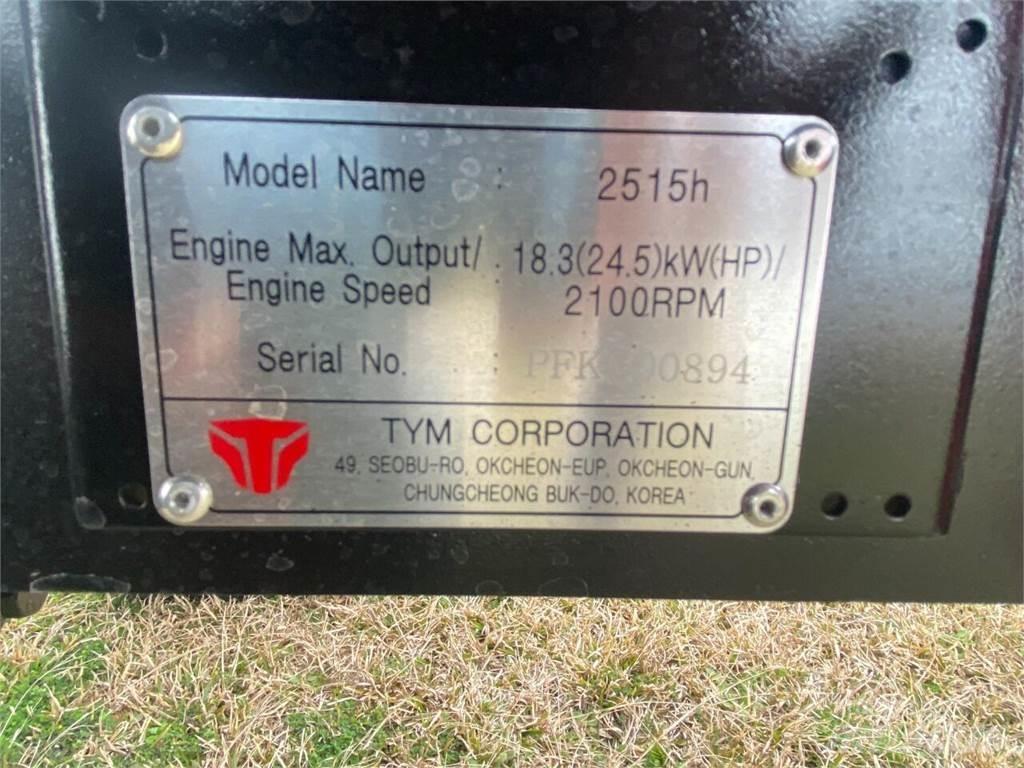 Model Name : 2515h
Engine Max. Output/ : 18.3(24.5)kW(HP)/
Engine Speed 2100RPM
Serial No. :
TYM CORPORATION
49, SEOBU-RO, OKCHEON-EUP, OKCHEON-GUN,
CHUNGCHEONG BUK-DO, KOREA